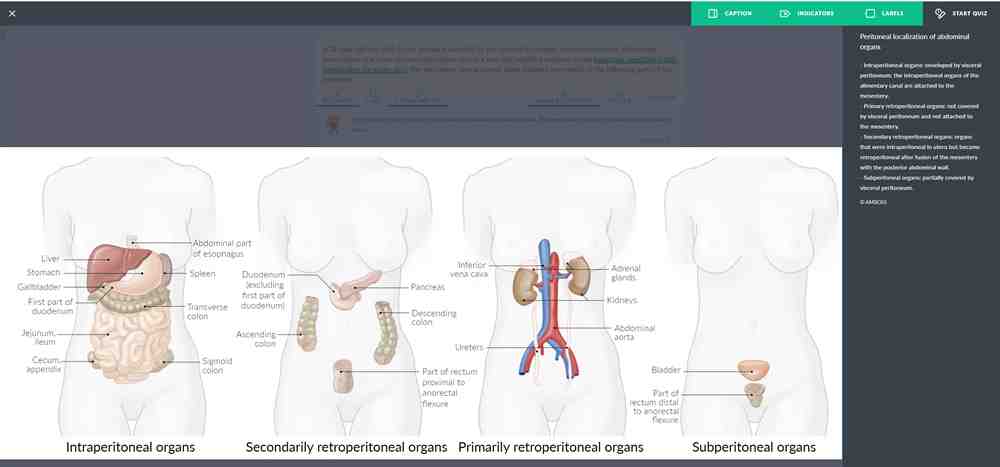 CAPTION
INDICATORS
LABELS
START QUIZ
Peritoneal localization of abdominal
organs
- Intraperitoneal organs: enveloped by visceral
peritoneum; the intraperitoneal organs of the
alimentary canal are attached to the
mesentery.
- Primary retroperitoneal organs: not covered
by visceral peritoneum and not attached to
the mesentery.
- Secondary retroperitoneal organs: organs
that were intraperitoneal in utero but become
retroperitoneal after fusion of the mesentery
with the posterior abdominal wall.
- Subperitoneal organs: partially covered by
visceral peritoneum.
© AMBOSS
Liver
Stomach
Gallbladder
First part of
duodenum
Jejunum,
ileum
Cecum,
appendix
Abdominal part
of esophagus
Spleen
Transverse
colon
Sigmoid
colon
Intraperitoneal organs
Duodenum
(excluding
first part of
duodenum)
Ascending
colon
Pancreas
Descending
colon
Part of rectum
proximal to
anorectal
flexure
Secondarily retroperitoneal organs
Inferior
vena cava
Ureters
Adrenal
glands
Kidneys
Abdominal
aorta
Primarily retroperitoneal organs
Bladder
Part of
rectum distal
to anorectal
flexure
Subperitoneal organs